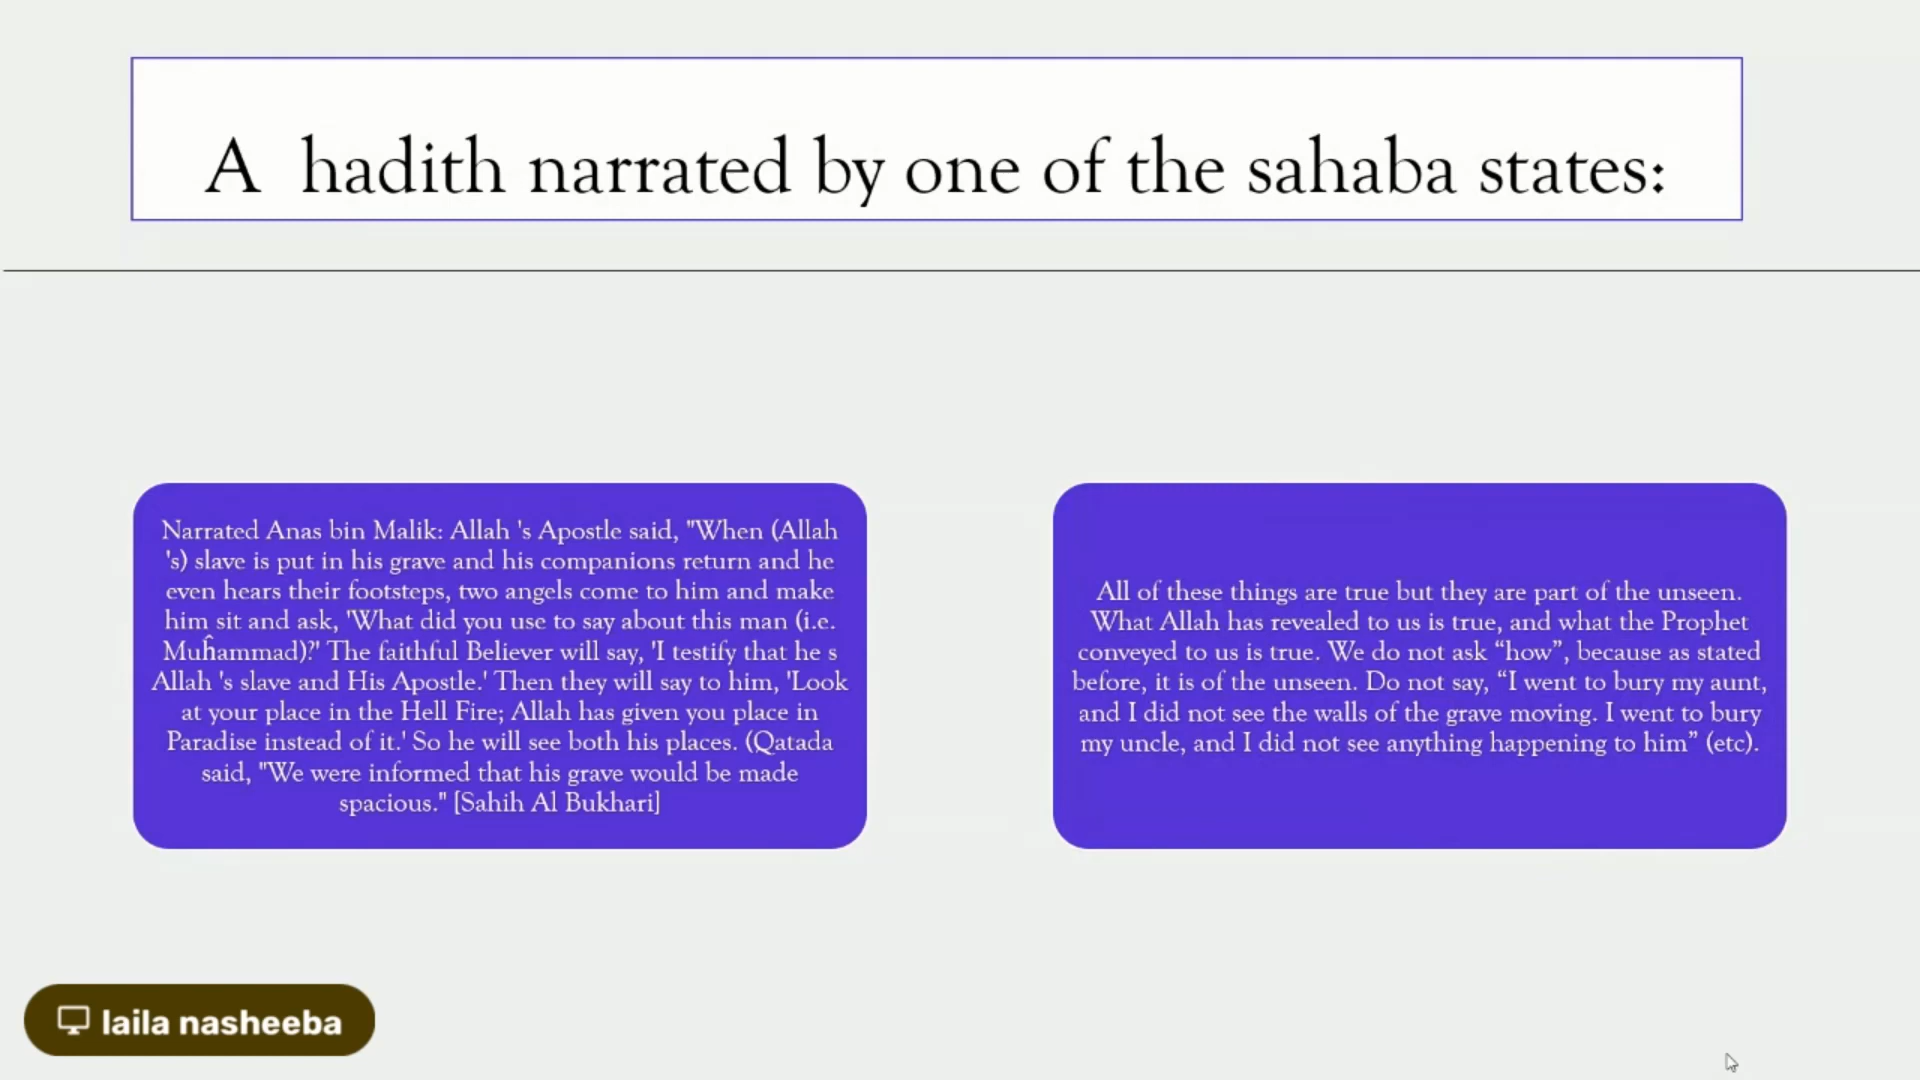 A hadith narrated by one of the sahaba states:
Narrated Anas bin Malik: Allah 's Apostle said, "When (Allah
's) slave is put in his grave and his companions return and he
even hears their footsteps, two angels come to him and make
him sit and ask, 'What did you use to say about this man (i.e.
Muĥammad)?' The faithful Believer will say, 'I testify that he s
Allah 's slave and His Apostle.' Then they will say to him, 'Look
at your place in the Hell Fire; Allah has given you place in
Paradise instead of it.' So he will see both his places. (Qatada
said, "We were informed that his grave would be made
spacious." [Sahih Al Bukhari]
All of these things are true but they are part of the unseen.
What Allah has revealed to us is true, and what the Prophet
conveyed to us is true. We do not ask “how”, because as stated
before, it is of the unseen. Do not say, “I went to bury my aunt,
and I did not see the walls of the grave moving. I went to bury
my uncle, and I did not see anything happening to him” (etc).
laila nasheeba